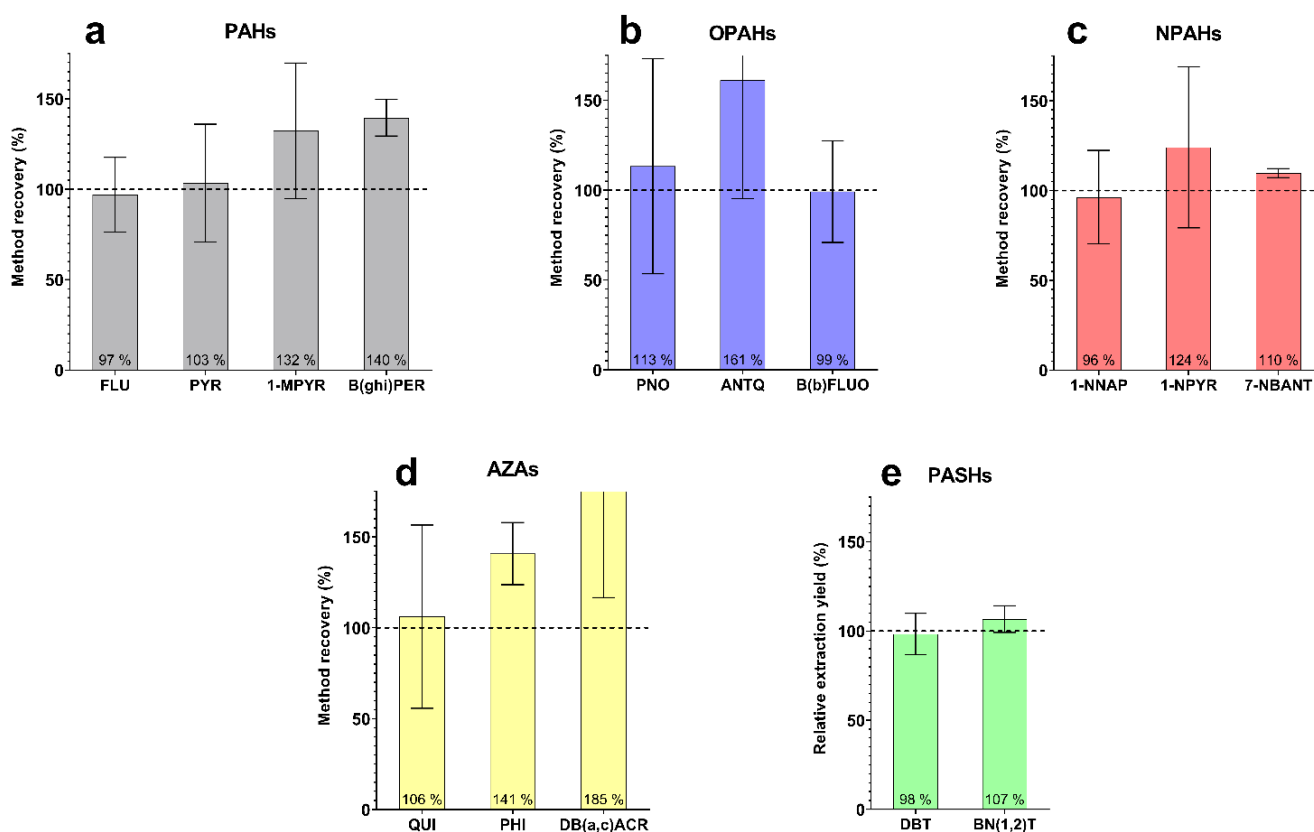 a
PAHs
Method recovery (%)
150
100
50
0
97 %
103 %
132 %
140 %
FLU
PYR
1-MPYR
B(ghi)PER
b
OPAHs
Method recovery (%)
150
100
50
0
113 %
161 %
99 %
PNO
ANTQ
B(b)FLUO
c
NPAHs
Method recovery (%)
150
100
50
0
96 %
124 %
110 %
1-NNAP
1-NPYR
7-NBANT
d
AZAs
Method recovery (%)
150
100
50
0
106 %
141 %
185 %
QUI
PHI
DB(a,c)ACR
e
PASHs
Relative extraction yield (%)
150
100
50
0
98 %
107 %
DBT
BN(1,2)T